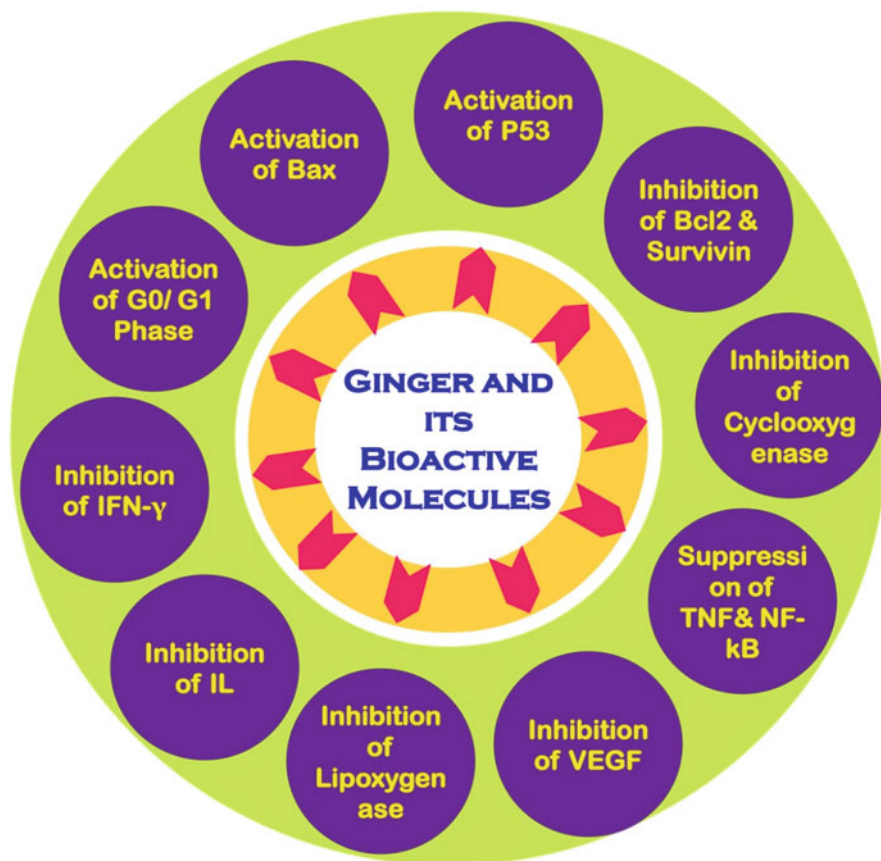 Activation
of P53
Inhibition
of Bcl2 &
Survivin
Inhibition
of
Cyclooxyg
enase
Suppressi
on of
TNF& NF-
kB
Inhibition
of VEGF
Inhibition
of
Lipoxygen
ase
Inhibition
of IL
Inhibition
of IFN-γ
Activation
of G0/ G1
Phase
Activation
of Bax
GINGER AND
ITS
BIOACTIVE
MOLECULES